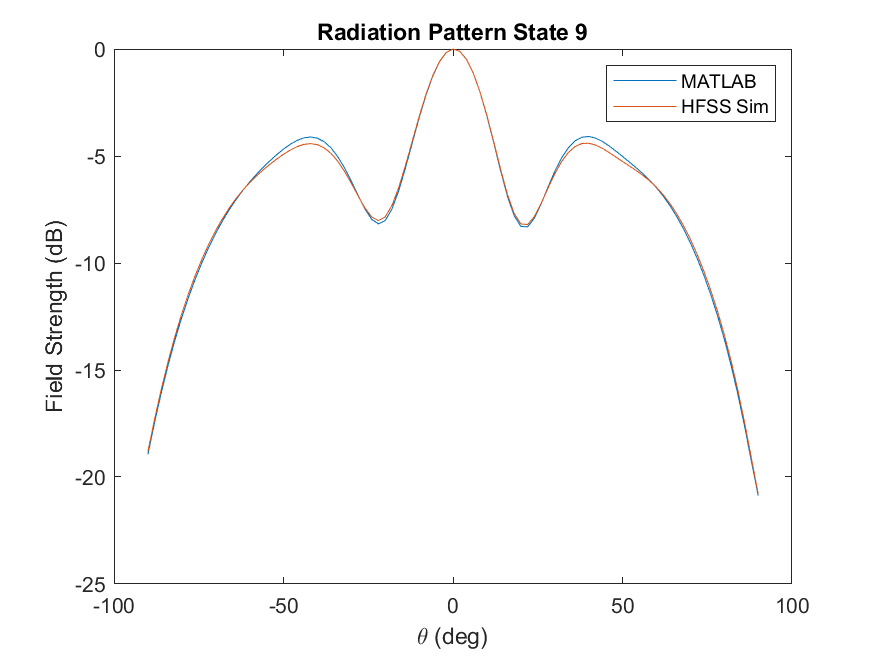 Radiation Pattern State 9
MATLAB
HFSS Sim
Field Strength (dB)
0
-5
-10
-15
-20
-25
-100
-50
0
50
100
θ (deg)